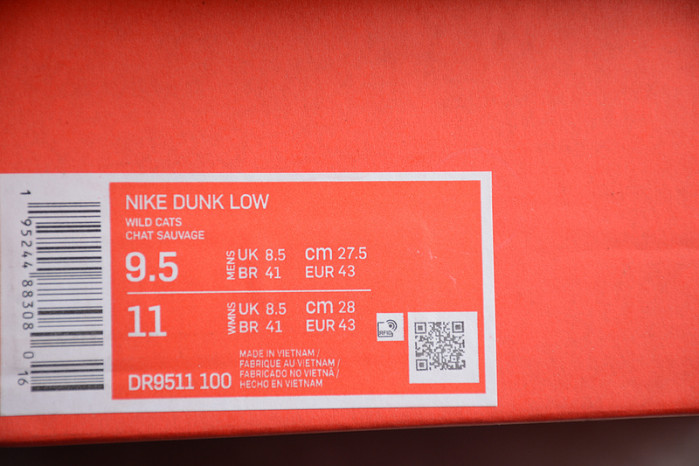 NIKE DUNK LOW
WILD CATS
CHAT SAUVAGE
9.5 MENS UK 8.5 cm 27.5
BR 41 EUR 43
11 WMNS UK 8.5 cm 28
BR 41 EUR 43
MADE IN VIETNAM /
FABRIQUE AU VIETNAM /
FABRICADO NO VIETNÃ /
HECHO EN VIETNAM
DR9511 100
RFID
1 95244 88308 0 16